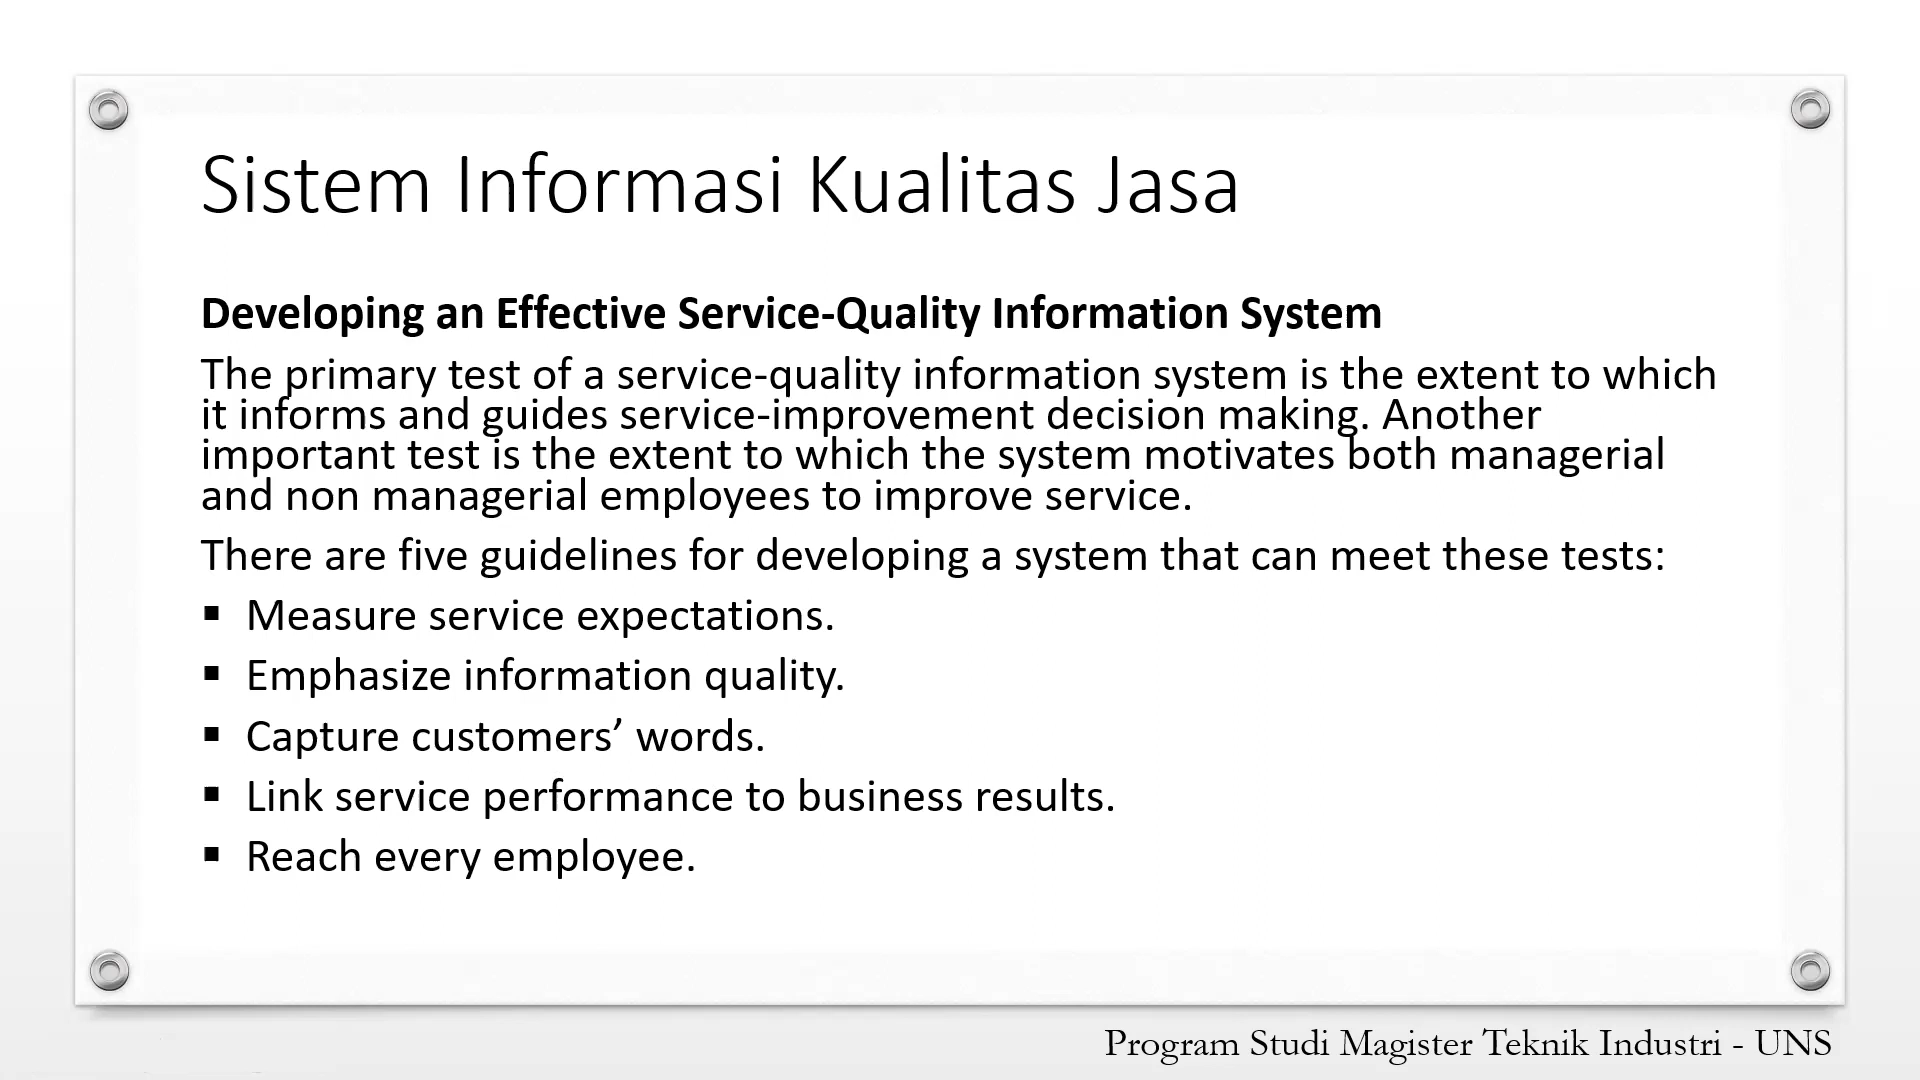 Sistem Informasi Kualitas Jasa
Developing an Effective Service-Quality Information System
The primary test of a service-quality information system is the extent to which
it informs and guides service-improvement decision making. Another
important test is the extent to which the system motivates both managerial
and non managerial employees to improve service.
There are five guidelines for developing a system that can meet these tests:
▪ Measure service expectations.
▪ Emphasize information quality.
▪ Capture customers’ words.
▪ Link service performance to business results.
▪ Reach every employee.
Program Studi Magister Teknik Industri - UNS